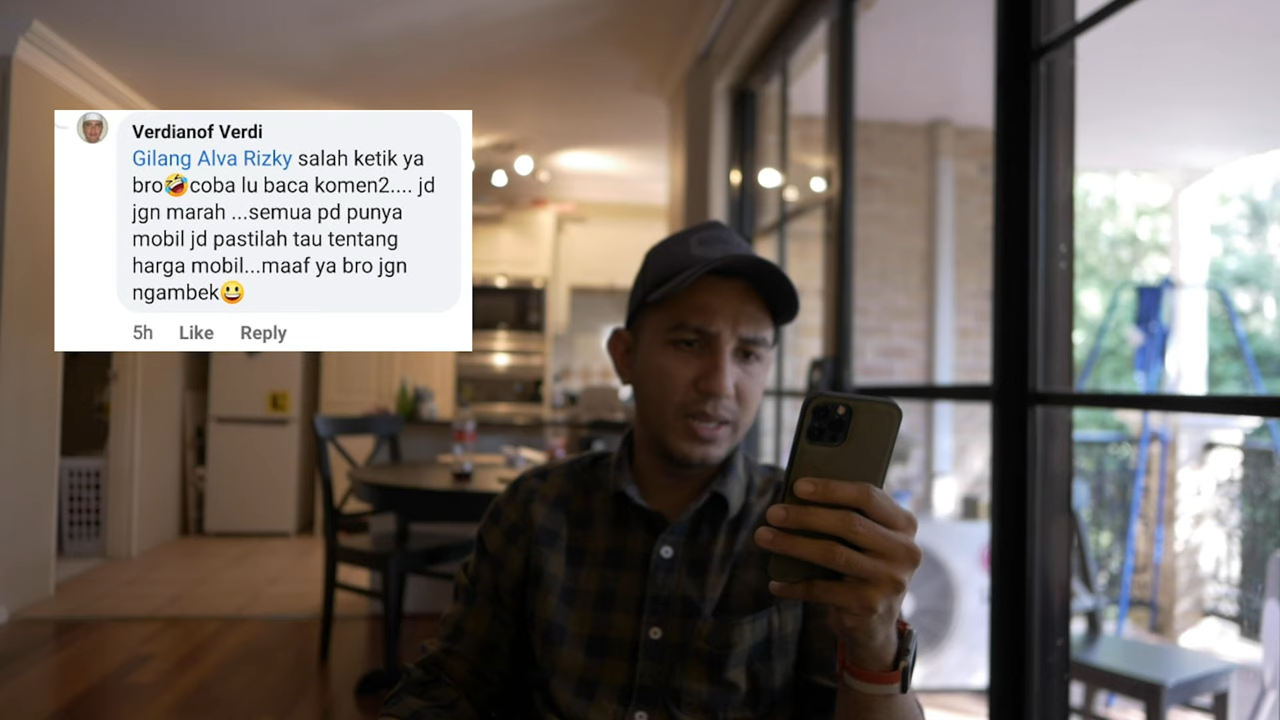 Verdianof Verdi
Gilang Alva Rizky salah ketik ya
bro🤣coba lu baca komen2.... jd
jgn marah ...semua pd punya
mobil jd pastilah tau tentang
harga mobil...maaf ya bro jgn
ngambek😃
5h Like Reply